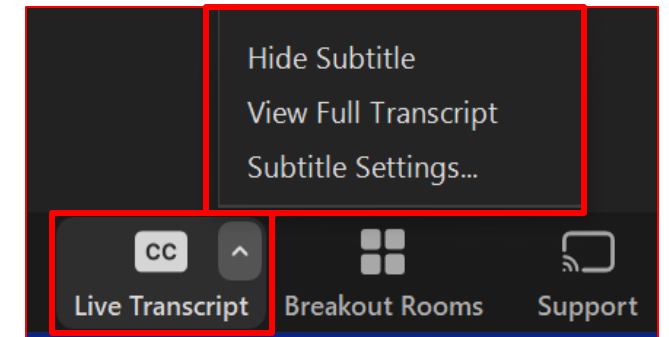 Hide Subtitle
View Full Transcript
Subtitle Settings...
CC
Live Transcript
Breakout Rooms
Support